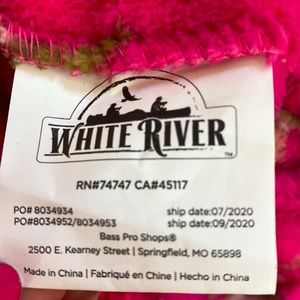 WHITE RIVER™
RN#74747 CA#45117
PO# 8034934 ship date:07/2020
PO#8034952/8034953 ship date:09/2020
Bass Pro Shops®
2500 E. Kearney Street | Springfield, MO 65898
Made in China | Fabriqué en Chine | Hecho in China